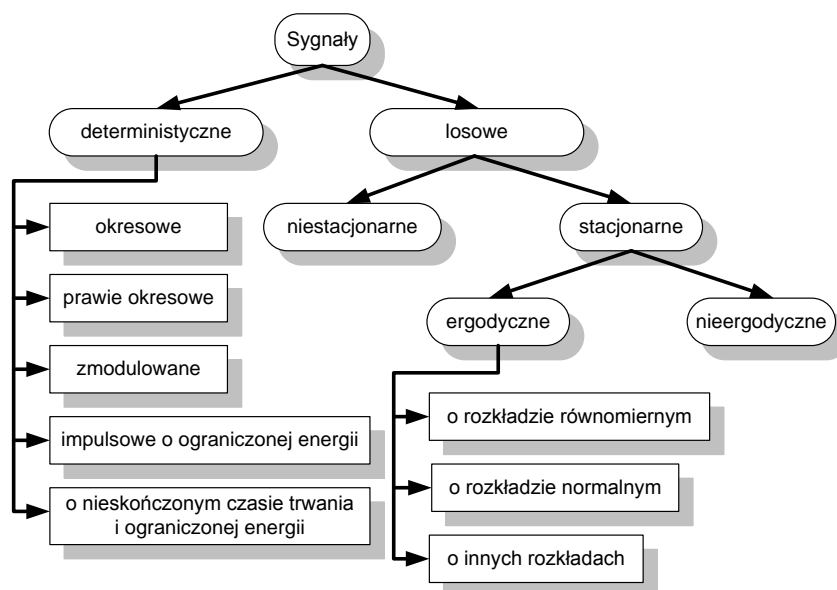 Sygnały
deterministyczne
losowe
okresowe
niestacjonarne
stacjonarne
prawie okresowe
ergodyczne
nieergodyczne
zmodulowane
o rozkładzie równomiernym
impulsowe o ograniczonej energii
o rozkładzie normalnym
o nieskończonym czasie trwania
i ograniczonej energii
o innych rozkładach